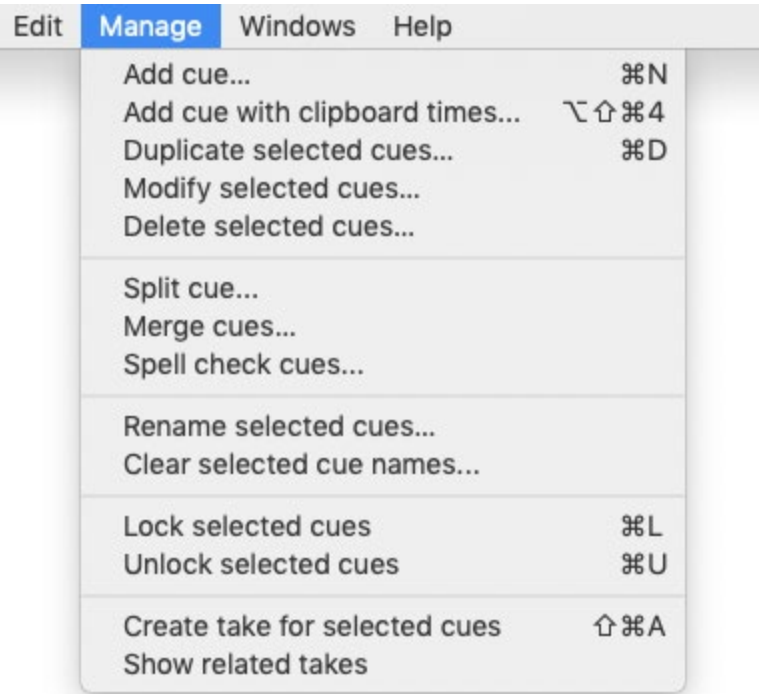 Edit Manage Windows Help
Add cue... ⌘N
Add cue with clipboard times... ⌥⇧⌘4
Duplicate selected cues... ⌘D
Modify selected cues...
Delete selected cues...
Split cue...
Merge cues...
Spell check cues...
Rename selected cues...
Clear selected cue names...
Lock selected cues ⌘L
Unlock selected cues ⌘U
Create take for selected cues ⇧⌘A
Show related takes